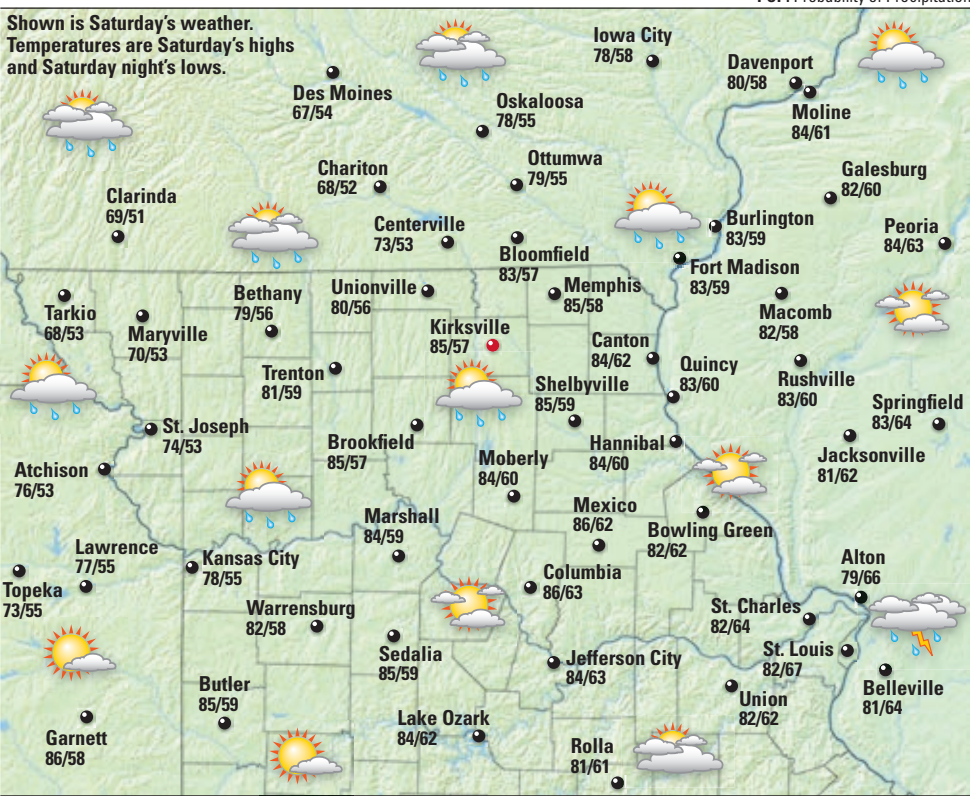 Probability of Precipitation
Shown is Saturday's weather.
Temperatures are Saturday's highs
and Saturday night's lows.
Iowa City
78/58
Davenport
80/58
Des Moines
67/54
Moline
84/61
Oskaloosa
78/55
Chariton
68/52
Ottumwa
79/55
Galesburg
82/60
Clarinda
69/51
Centerville
73/53
Burlington
83/59
Peoria
84/63
Bloomfield
83/57
Fort Madison
83/59
Tarkio
68/53
Maryville
70/53
Bethany
79/56
Unionville
80/56
Memphis
85/58
Macomb
82/58
Kirksville
85/57
Canton
84/62
Quincy
83/60
Trenton
81/59
Shelbyville
85/59
Rushville
83/60
Springfield
83/64
St. Joseph
74/53
Brookfield
85/57
Hannibal
84/60
Jacksonville
81/62
Atchison
76/53
Moberly
84/60
Mexico
86/62
Bowling Green
82/62
Marshall
84/59
Lawrence
77/55
Kansas City
78/55
Alton
79/66
Topeka
73/55
Columbia
86/63
Warrensburg
82/58
St. Charles
82/64
Sedalia
85/59
Jefferson City
84/63
St. Louis
82/67
Belleville
81/64
Butler
85/59
Union
82/62
Garnett
86/58
Lake Ozark
84/62
Rolla
81/61